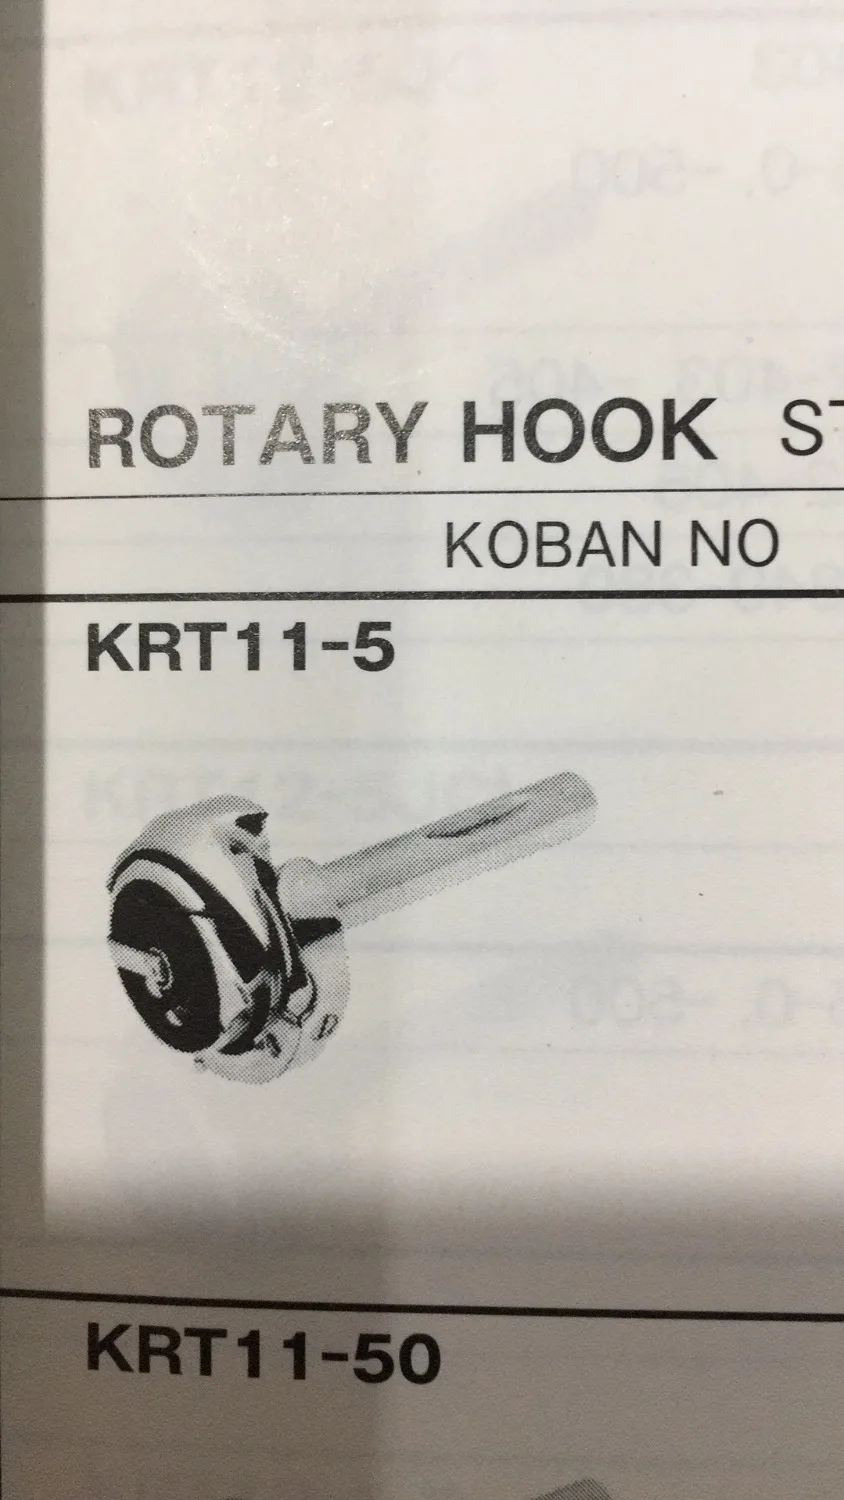 ROTARY HOOK
KOBAN NO
KRT11-5
KRT11-50